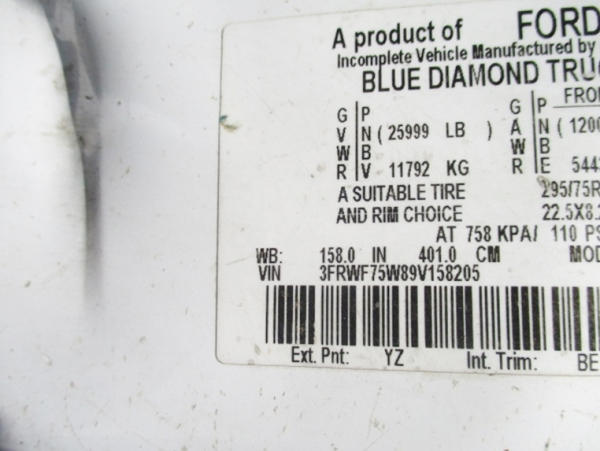 A product of FORD
Incomplete Vehicle Manufactured by
BLUE DIAMOND
G P G P FRO
V N ( 25999 LB ) A N ( 1200
W B W B
R V 11792 KG R E 544
A SUITABLE TIRE 295/75R
AND RIM CHOICE 22.5X8.2
AT 758 KPA/ 110 PS
WB: 158.0 IN 401.0 CM MOD
VIN 3FRWF75W89V158205
Ext. Pnt: YZ Int. Trim: BE